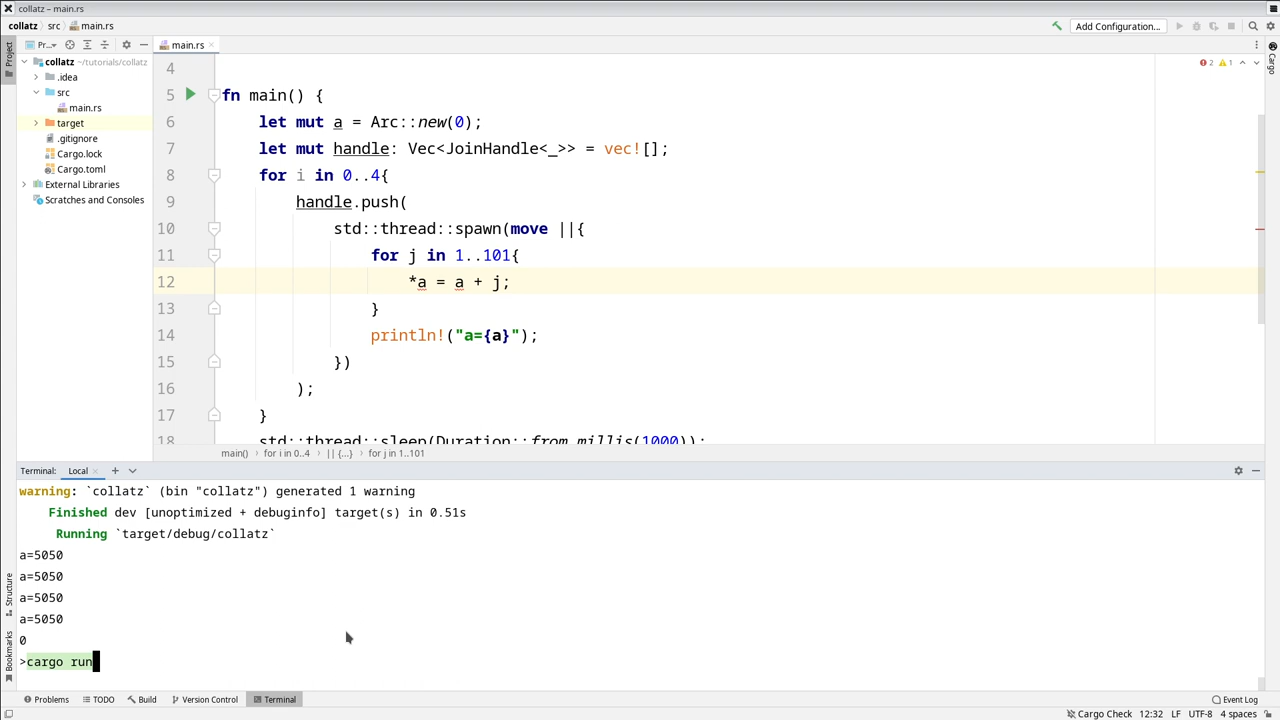 collatz – main.rs
collatz src main.rs
Add Configuration...
Pr...
main.rs
Project
Cargo
collatz ~/tutorials/collatz
.idea
src
main.rs
target
.gitignore
Cargo.lock
Cargo.toml
External Libraries
Scratches and Consoles
2 1
4
5 fn main() {
6 let mut a = Arc::new(0);
7 let mut handle: Vec<JoinHandle<_>> = vec![];
8 for i in 0..4{
9 handle.push(
10 std::thread::spawn(move ||{
11 for j in 1..101{
12 *a = a + j;
13 }
14 println!("a={a}");
15 })
16 );
17 }
18 std::thread::sleep(Duration::from_millis(1000));
main() for i in 0..4 || {...} for j in 1..101
Terminal: Local
warning: `collatz` (bin "collatz") generated 1 warning
Finished dev [unoptimized + debuginfo] target(s) in 0.51s
Running `target/debug/collatz`
a=5050
a=5050
a=5050
a=5050
0
>cargo run
Structure
Bookmarks
Problems TODO Build Version Control Terminal Event Log
Cargo Check 12:32 LF UTF-8 4 spaces